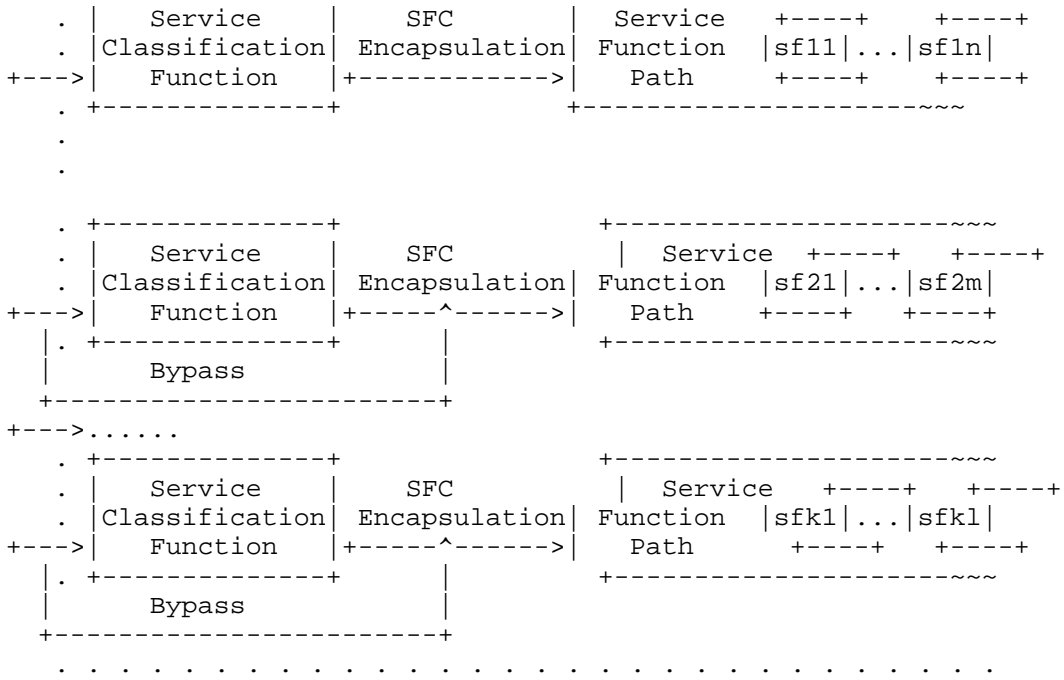 . | Service | SFC | Service +----+ +----+
. |Classification| Encapsulation| Function |sf11|...|sf1n|
+--->| Function |+------------>| Path +----+ +----+
. +--------------+ +---------------------~~~
.
.
. +--------------+ +---------------------~~~
. | Service | SFC | Service +----+ +----+
. |Classification| Encapsulation| Function |sf21|...|sf2m|
+--->| Function |+-----^------>| Path +----+ +----+
|. +--------------+ | +---------------------~~~
| Bypass |
+------------------------+
+--->......
. +--------------+ +---------------------~~~
. | Service | SFC | Service +----+ +----+
. |Classification| Encapsulation| Function |sfk1|...|sfkl|
+--->| Function |+-----^------>| Path +----+ +----+
|. +--------------+ | +---------------------~~~
| Bypass |
+------------------------+
. . . . . . . . . . . . . . . . . . . . . . . . . . . . . . .